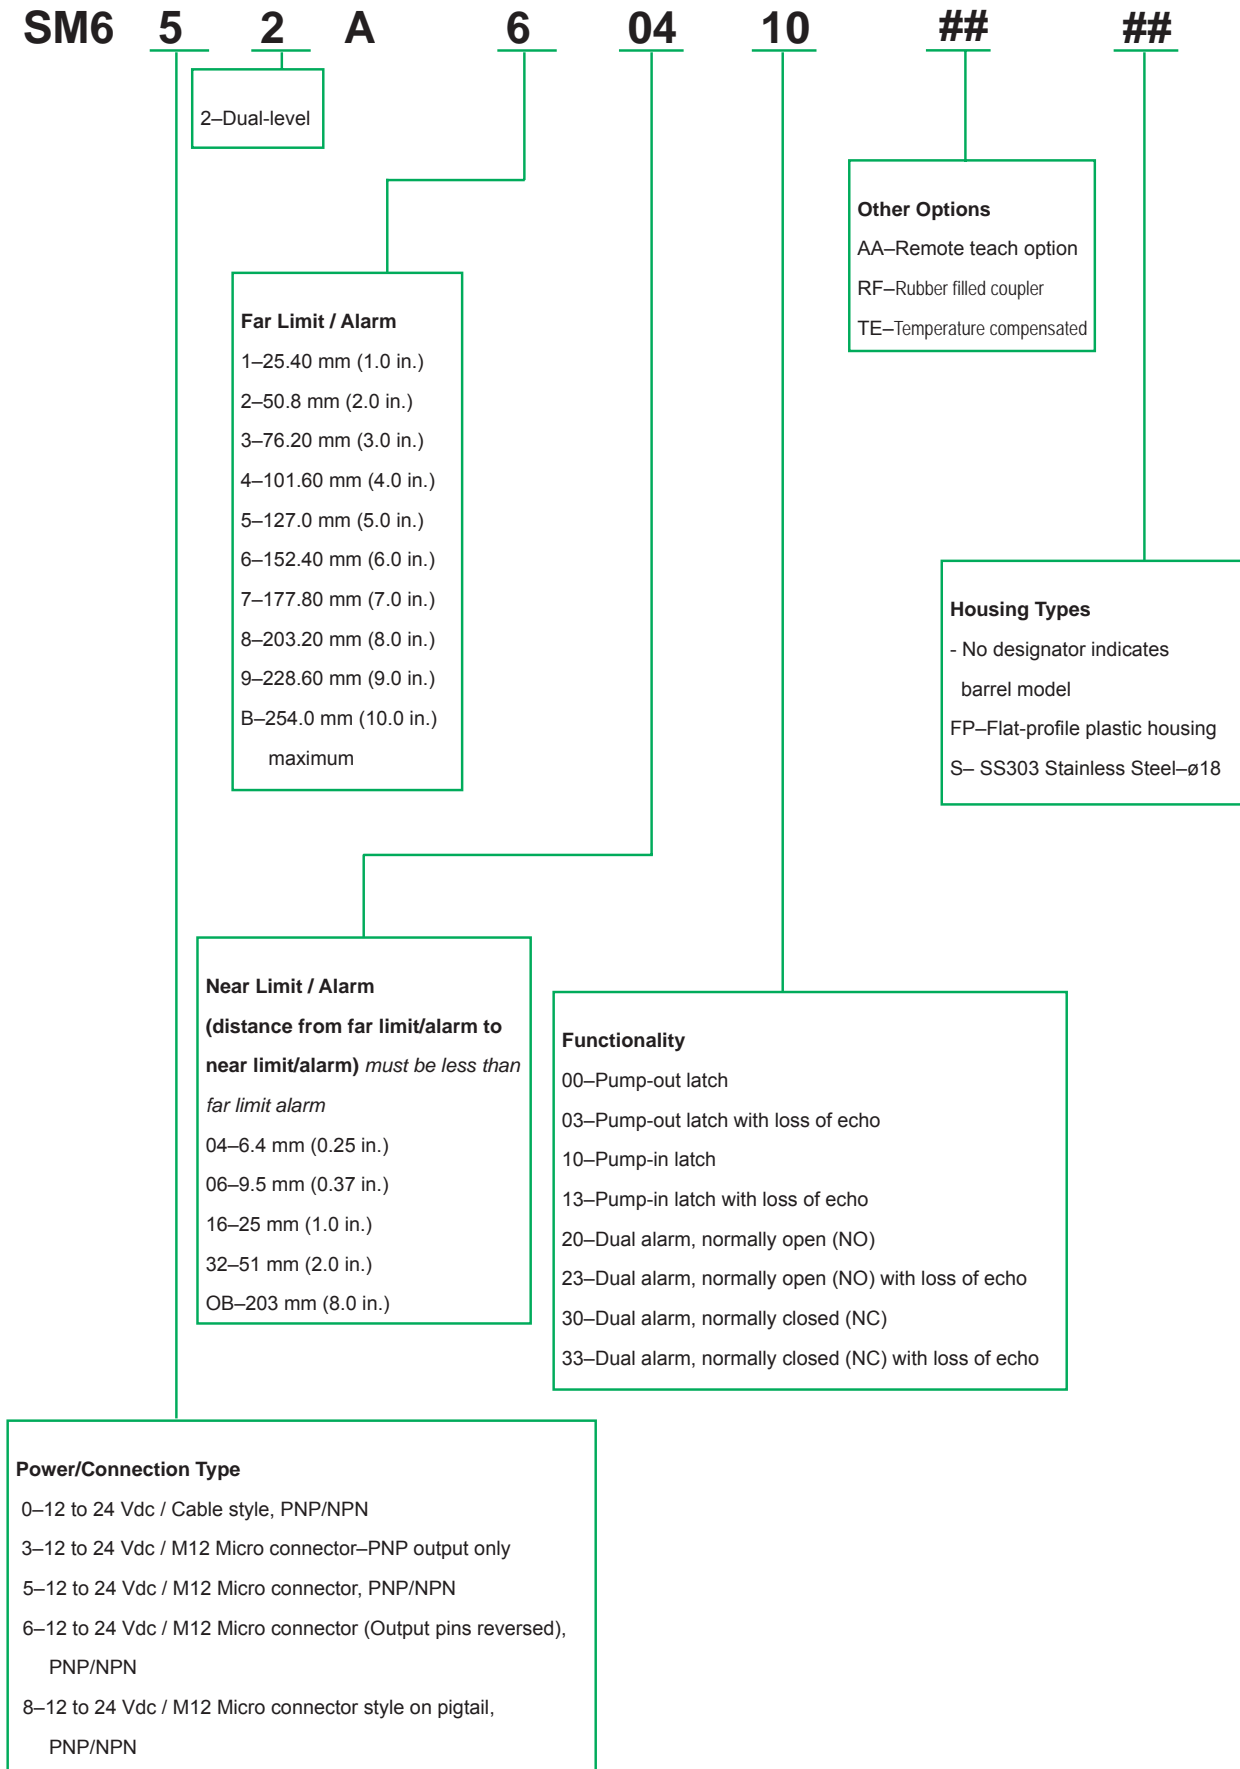 SM6 5 2 A 6 04 10 ## ##
2–Dual-level
Other Options
AA–Remote teach option
RF–Rubber filled coupler
TE–Temperature compensated
Far Limit / Alarm
1–25.40 mm (1.0 in.)
2–50.8 mm (2.0 in.)
3–76.20 mm (3.0 in.)
4–101.60 mm (4.0 in.)
5–127.0 mm (5.0 in.)
6–152.40 mm (6.0 in.)
7–177.80 mm (7.0 in.)
8–203.20 mm (8.0 in.)
9–228.60 mm (9.0 in.)
B–254.0 mm (10.0 in.)
maximum
Housing Types
- No designator indicates
barrel model
FP–Flat-profile plastic housing
S– SS303 Stainless Steel–ø18
Near Limit / Alarm
(distance from far limit/alarm to
near limit/alarm) must be less than
far limit alarm
04–6.4 mm (0.25 in.)
06–9.5 mm (0.37 in.)
16–25 mm (1.0 in.)
32–51 mm (2.0 in.)
OB–203 mm (8.0 in.)
Functionality
00–Pump-out latch
03–Pump-out latch with loss of echo
10–Pump-in latch
13–Pump-in latch with loss of echo
20–Dual alarm, normally open (NO)
23–Dual alarm, normally open (NO) with loss of echo
30–Dual alarm, normally closed (NC)
33–Dual alarm, normally closed (NC) with loss of echo
Power/Connection Type
0–12 to 24 Vdc / Cable style, PNP/NPN
3–12 to 24 Vdc / M12 Micro connector–PNP output only
5–12 to 24 Vdc / M12 Micro connector, PNP/NPN
6–12 to 24 Vdc / M12 Micro connector (Output pins reversed),
PNP/NPN
8–12 to 24 Vdc / M12 Micro connector style on pigtail,
PNP/NPN